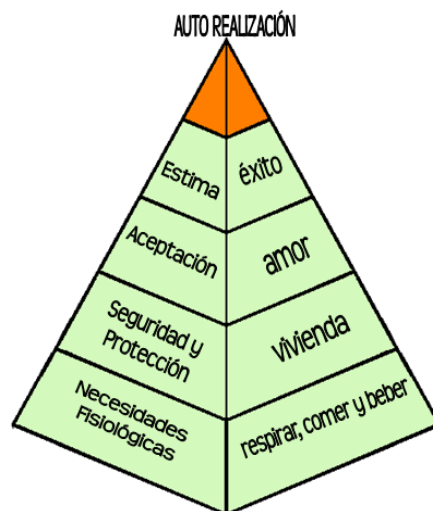 AUTO REALIZACIÓN
Estima
éxito
Aceptación
amor
Seguridad y
Protección
vivienda
Necesidades
Fisiológicas
respirar, comer y beber